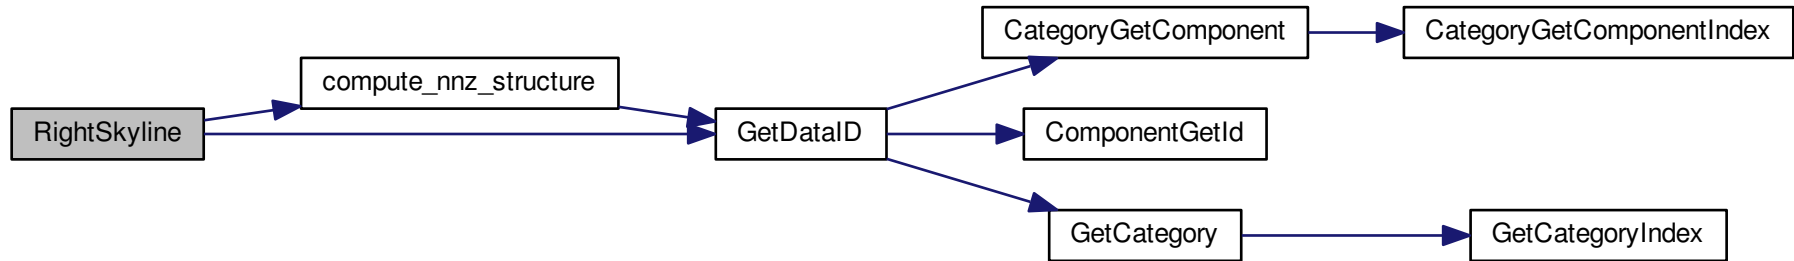 RightSkyline
compute_nnz_structure
GetDataID
CategoryGetComponent
CategoryGetComponentIndex
ComponentGetId
GetCategory
GetCategoryIndex